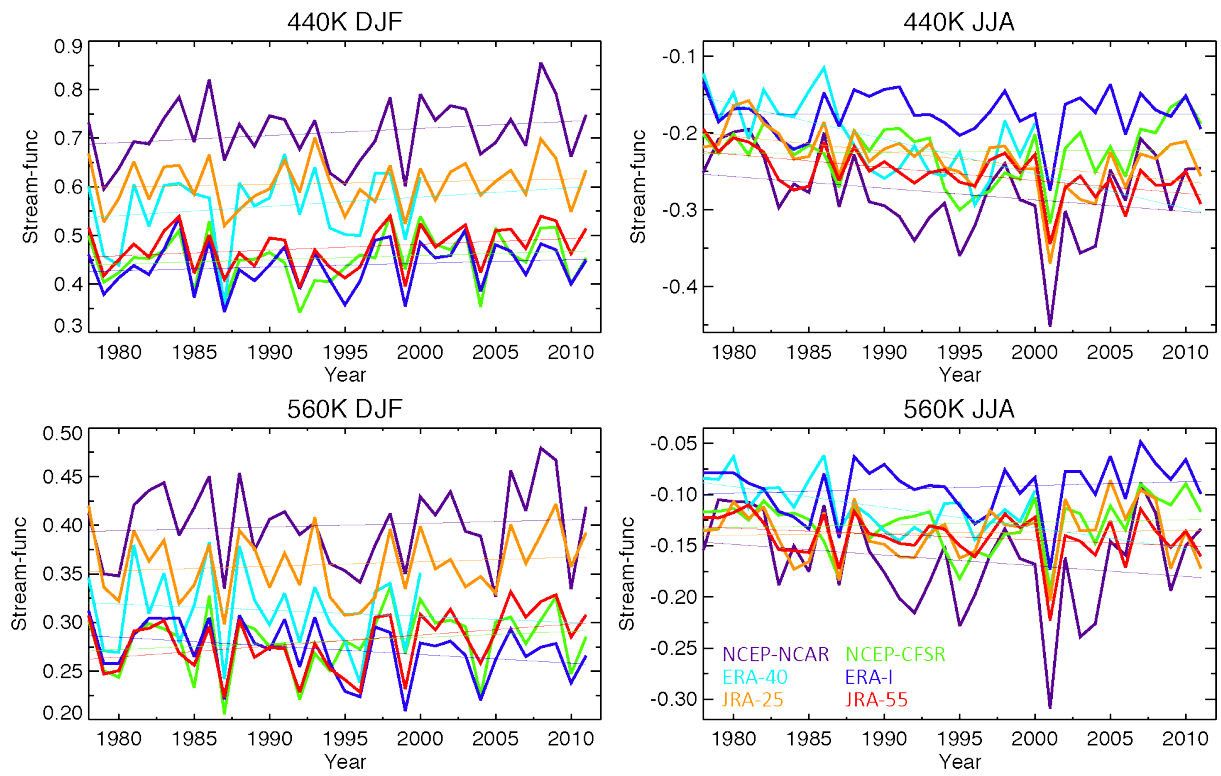 440K DJF
0.9
0.8
0.7
0.6
0.5
0.4
0.3
Stream-func
1980 1985 1990 1995 2000 2005 2010
Year
440K JJA
-0.1
-0.2
-0.3
-0.4
Stream-func
1980 1985 1990 1995 2000 2005 2010
Year
560K DJF
0.50
0.45
0.40
0.35
0.30
0.25
0.20
Stream-func
1980 1985 1990 1995 2000 2005 2010
Year
560K JJA
-0.05
-0.10
-0.15
-0.20
-0.25
-0.30
Stream-func
NCEP-NCAR NCEP-CFSR
ERA-40 ERA-I
JRA-25 JRA-55
1980 1985 1990 1995 2000 2005 2010
Year